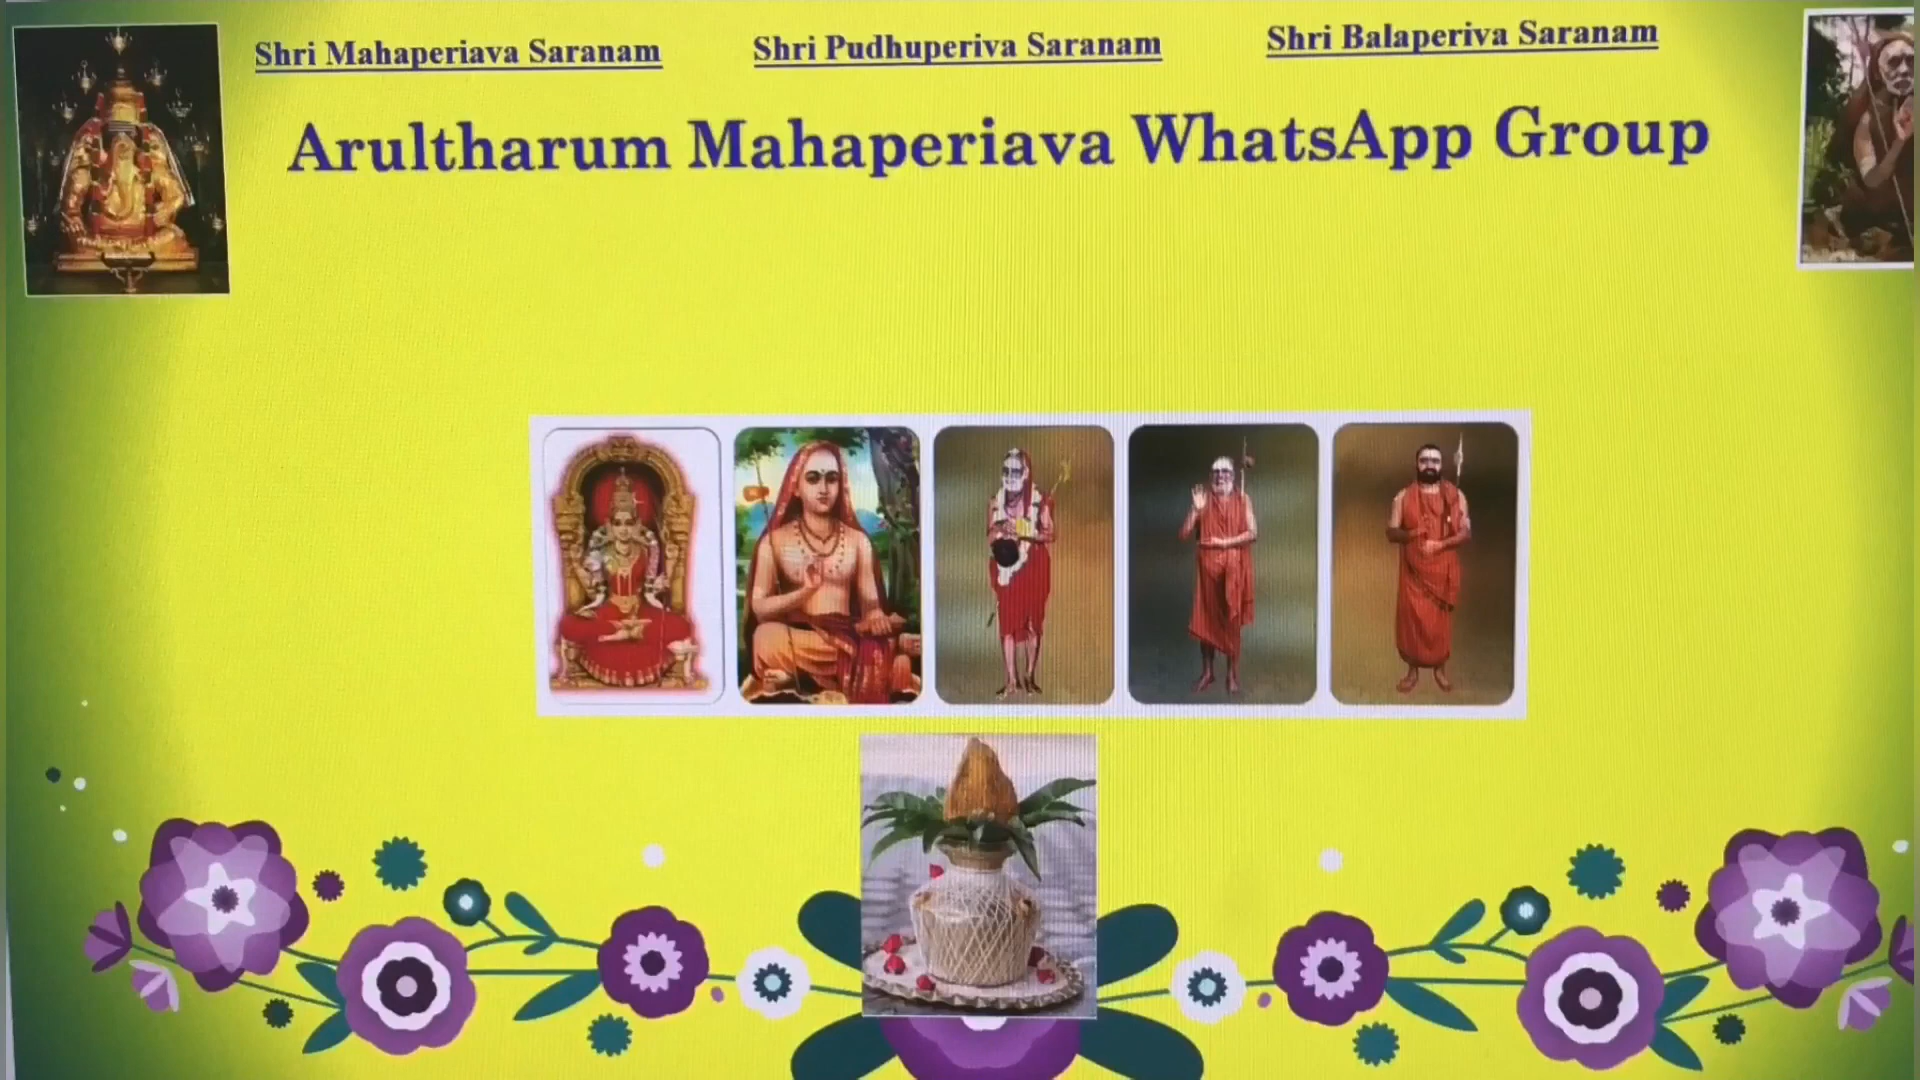 Shri Mahaperiava Saranam
Shri Pudhuperiva Saranam
Shri Balaperiva Saranam
Arultharum Mahaperiava WhatsApp Group